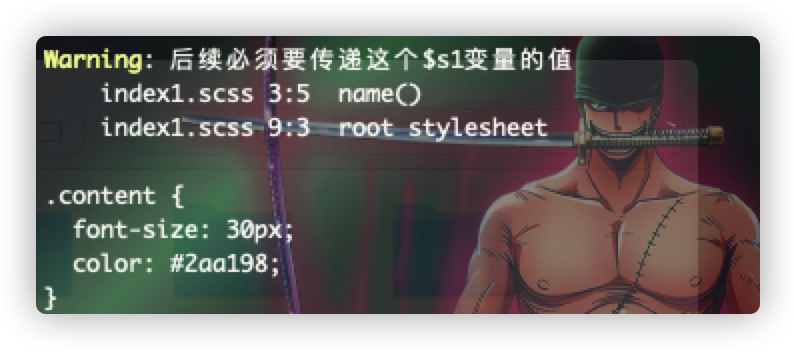 Warning: 后续必须要传递这个$s1变量的值
    index1.scss 3:5  name()
    index1.scss 9:3  root stylesheet

.content {
  font-size: 30px;
  color: #2aa198;
}